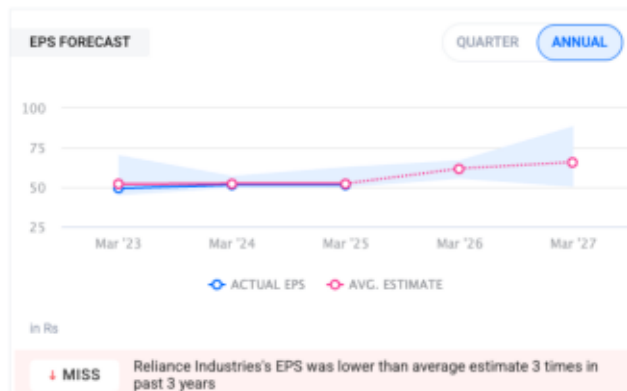 EPS FORECAST
QUARTER
ANNUAL
100
75
50
25
Mar '23 Mar '24 Mar '25 Mar '26 Mar '27
ACTUAL EPS AVG. ESTIMATE
in Rs
↓ MISS
Reliance Industries's EPS was lower than average estimate 3 times in
past 3 years